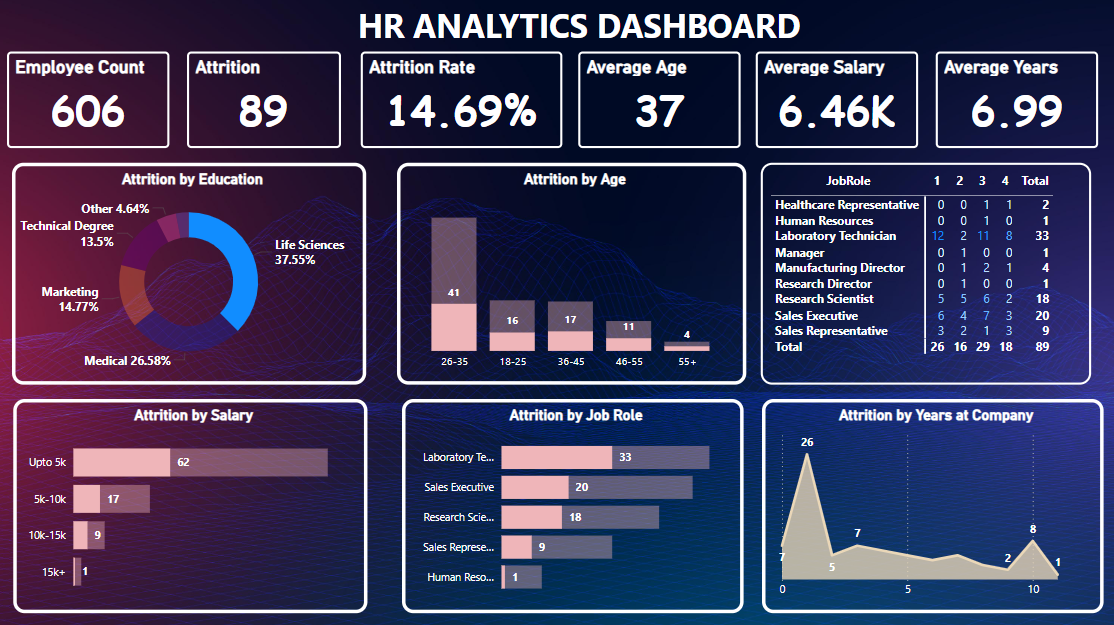 HR ANALYTICS DASHBOARD
Employee Count
606
Attrition
89
Attrition Rate
14.69%
Average Age
37
Average Salary
6.46K
Average Years
6.99
Attrition by Education
Other 4.64%
Technical Degree
13.5%
Marketing
14.77%
Medical 26.58%
Life Sciences
37.55%
Attrition by Age
41
16
17
11
4
26-35 18-25 36-45 46-55 55+
JobRole 1 2 3 4 Total
Healthcare Representative 0 0 1 1 2
Human Resources 0 0 1 0 1
Laboratory Technician 12 2 11 8 33
Manager 0 1 0 0 1
Manufacturing Director 0 1 2 1 4
Research Director 0 1 0 0 1
Research Scientist 5 5 6 2 18
Sales Executive 6 4 7 3 20
Sales Representative 3 2 1 3 9
Total 26 16 29 18 89
Attrition by Salary
Upto 5k 62
5k-10k 17
10k-15k 9
15k+ 1
Attrition by Job Role
Laboratory Te... 33
Sales Executive 20
Research Scie... 18
Sales Represe... 9
Human Reso... 1
Attrition by Years at Company
26
7
5
7
2
8
1
0 5 10